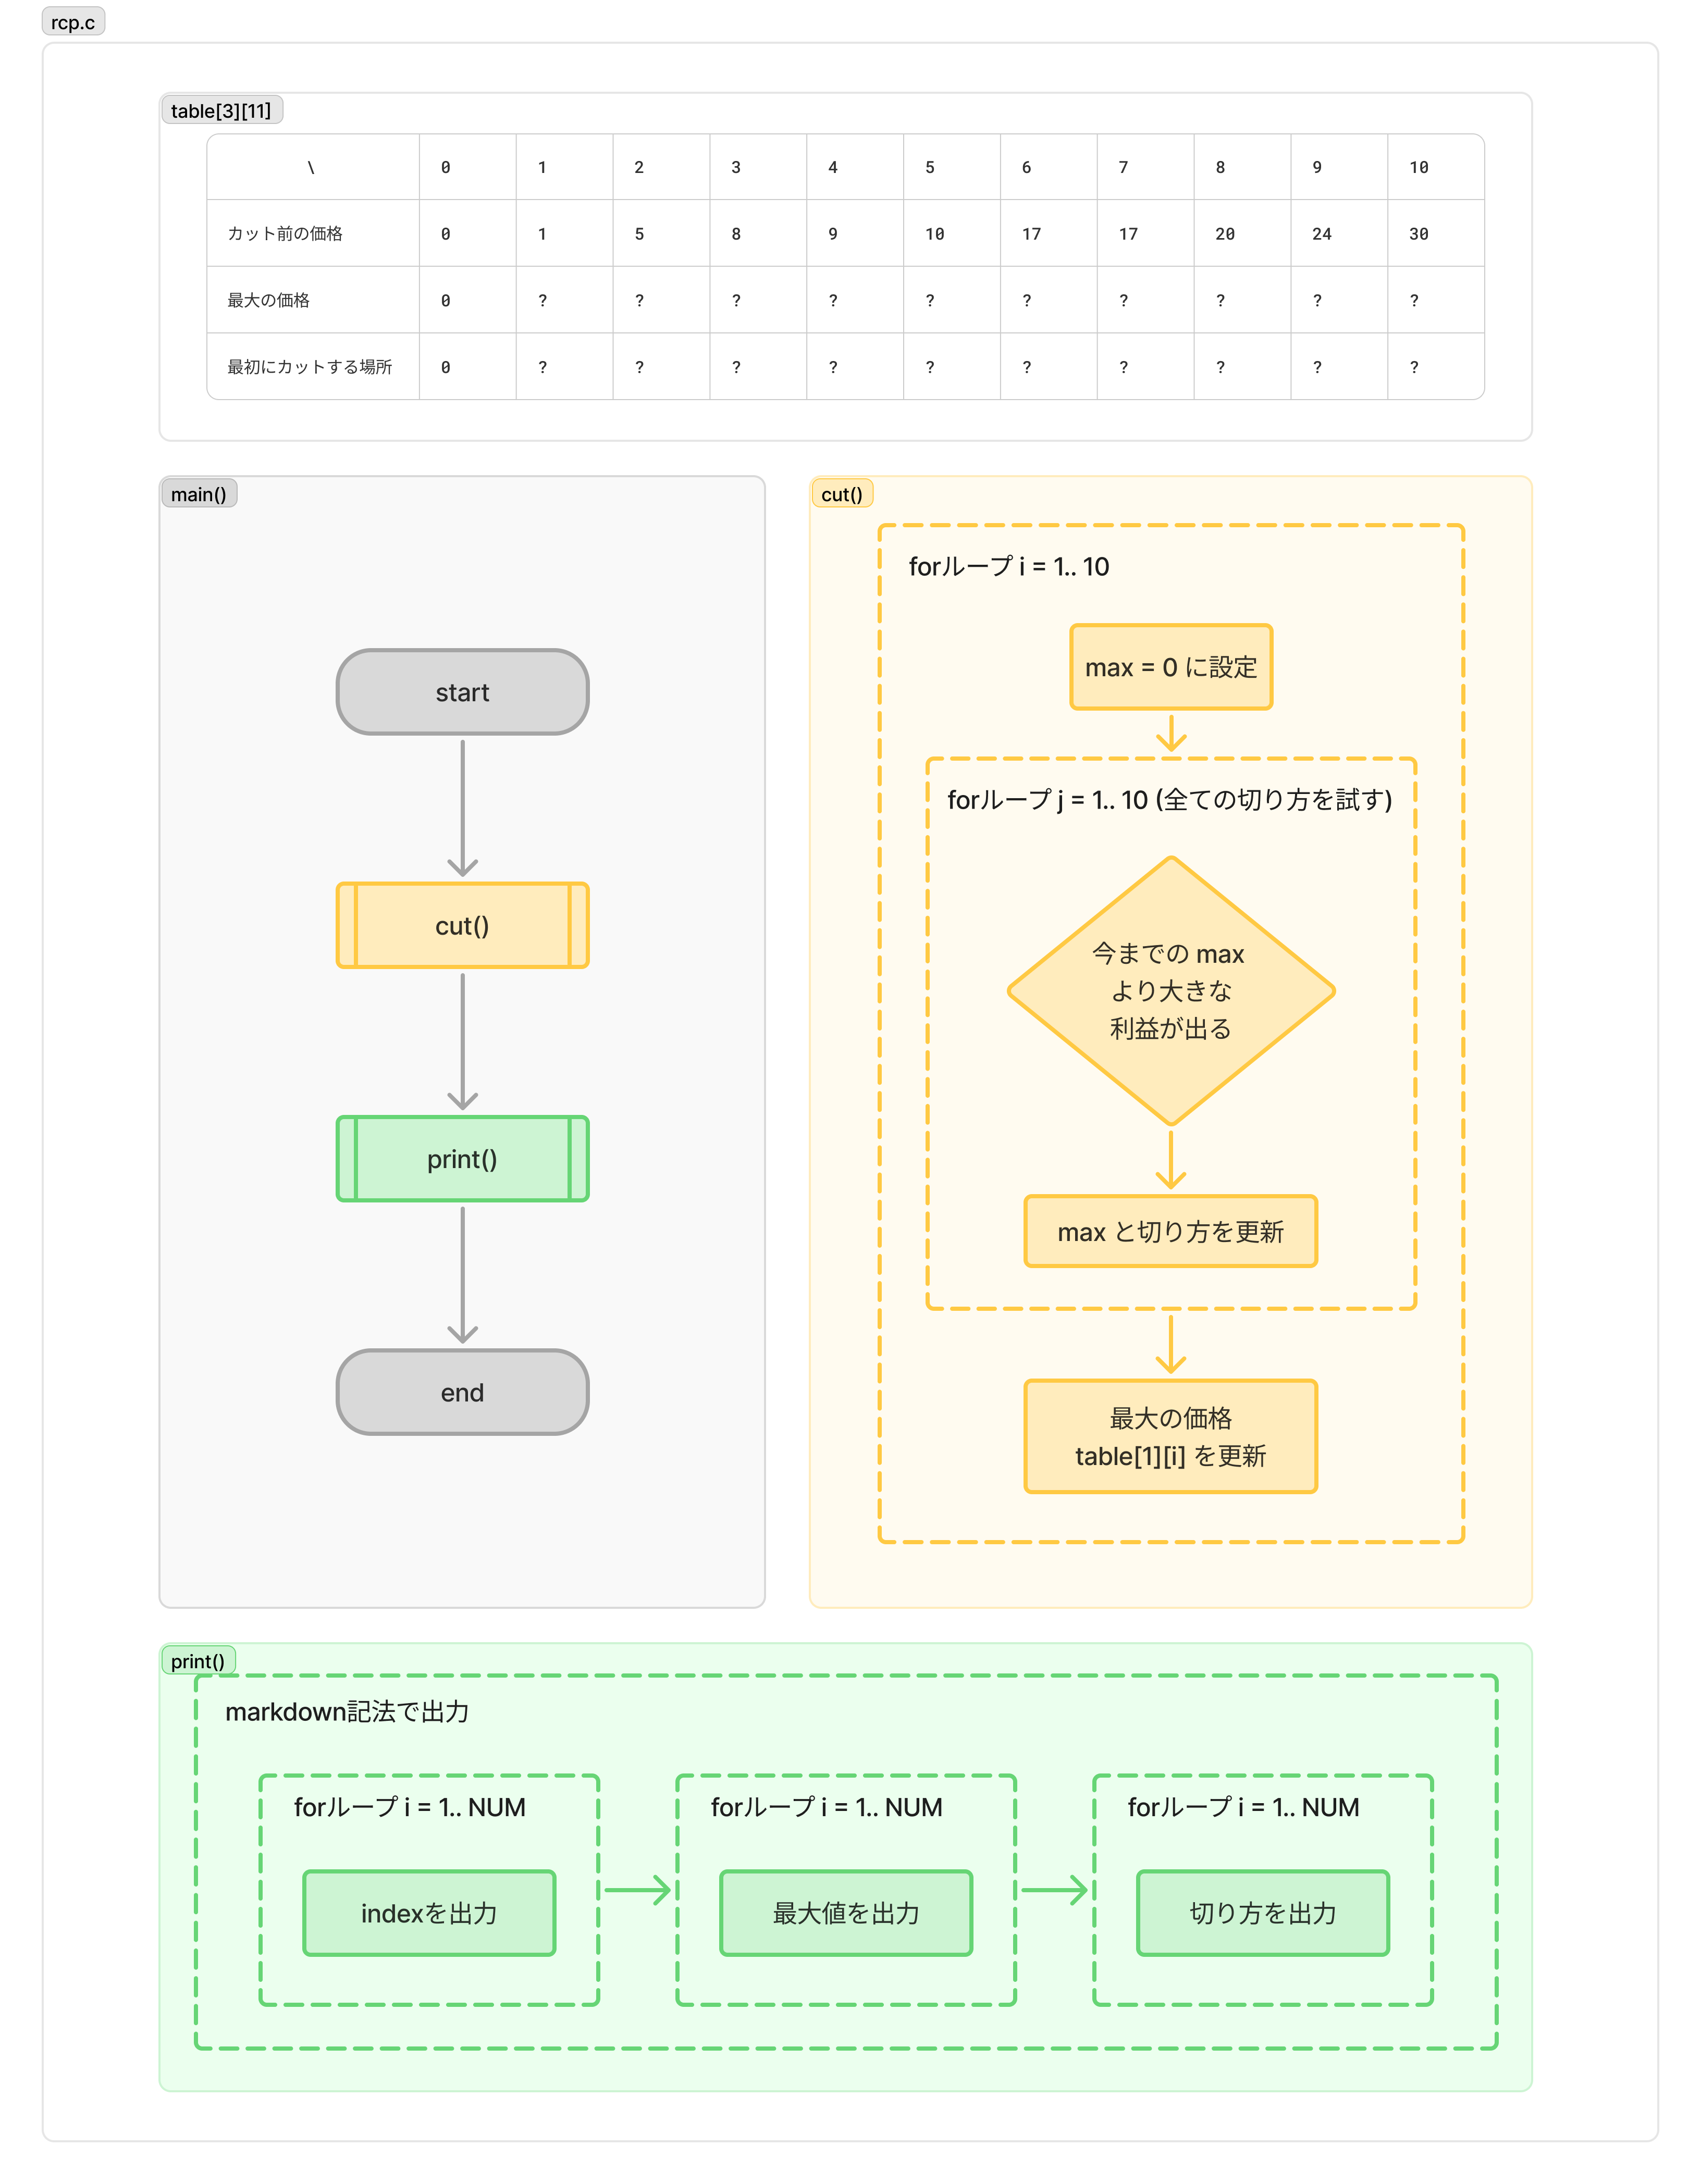 rcp.c
table[3][11]
\ 0 1 2 3 4 5 6 7 8 9 10
カット前の価格 0 1 5 8 9 10 17 17 20 24 30
最大の価格 0 ? ? ? ? ? ? ? ? ? ?
最初にカットする場所 0 ? ? ? ? ? ? ? ? ? ?
main()
start
cut()
print()
end
cut()
forループ i = 1.. 10
max = 0 に設定
forループ j = 1.. 10 (全ての切り方を試す)
今までの max
より大きな
利益が出る
max と切り方を更新
最大の価格
table[1][i] を更新
print()
markdown記法で出力
forループ i = 1.. NUM
indexを出力
forループ i = 1.. NUM
最大値を出力
forループ i = 1.. NUM
切り方を出力